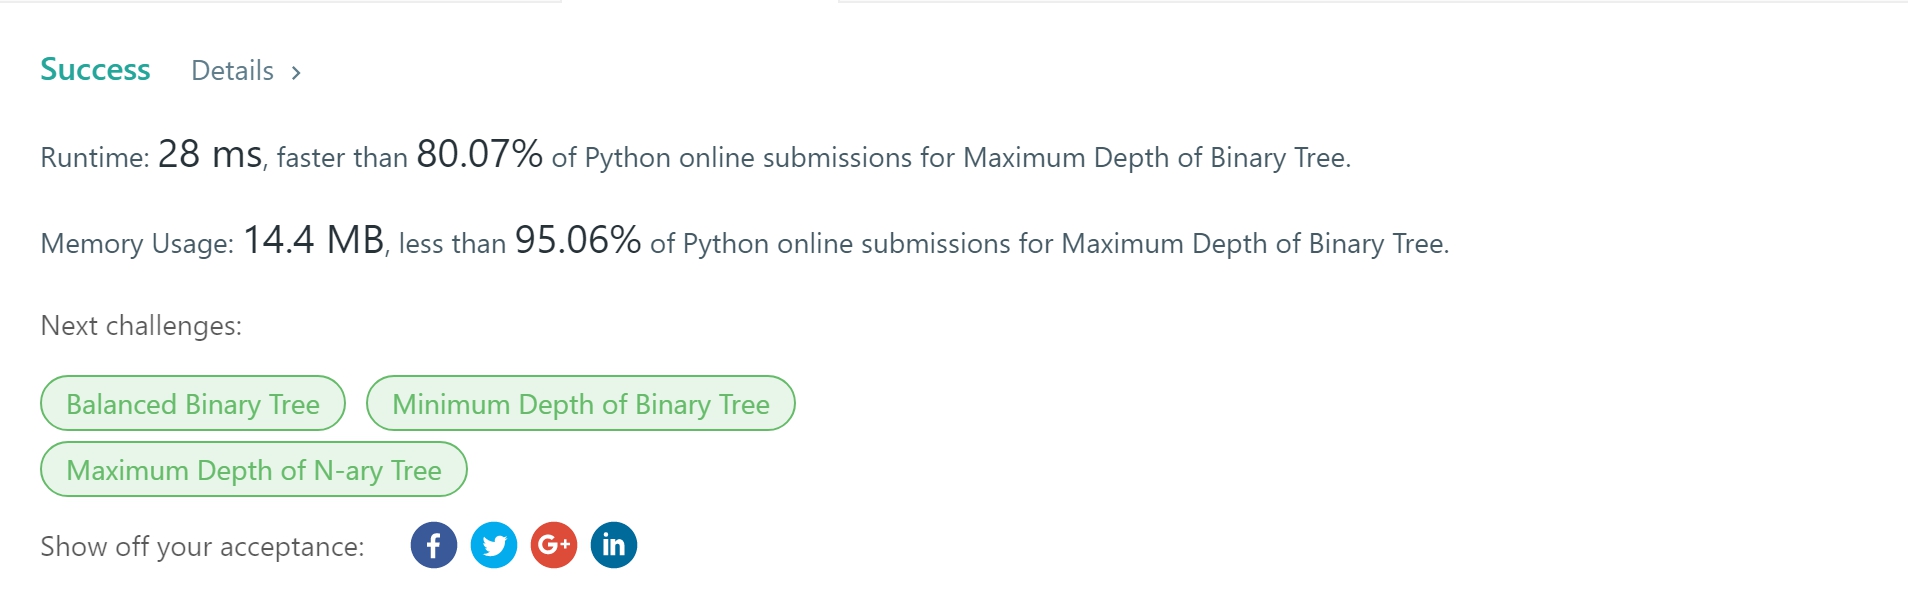 Success Details >
Runtime: 28 ms, faster than 80.07% of Python online submissions for Maximum Depth of Binary Tree.
Memory Usage: 14.4 MB, less than 95.06% of Python online submissions for Maximum Depth of Binary Tree.
Next challenges:
Balanced Binary Tree Minimum Depth of Binary Tree
Maximum Depth of N-ary Tree
Show off your acceptance: f G+ in